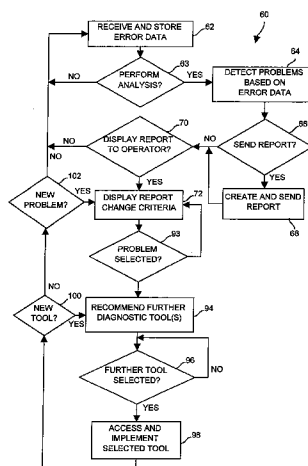 60
RECEIVE AND STORE
ERROR DATA
62
63
PERFORM
ANALYSIS?
NO
YES
64
DETECT PROBLEMS
BASED ON
ERROR DATA
66
SEND REPORT?
NO
YES
CREATE AND SEND
REPORT
68
70
DISPLAY REPORT
TO OPERATOR?
NO
YES
72
DISPLAY REPORT
CHANGE CRITERIA
93
PROBLEM
SELECTED?
102
NEW
PROBLEM?
NO
YES
100
NEW
TOOL?
NO
YES
RECOMMEND FURTHER
DIAGNOSTIC TOOL(S)
94
96
FURTHER TOOL
SELECTED?
NO
YES
ACCESS AND
IMPLEMENT
SELECTED TOOL
98